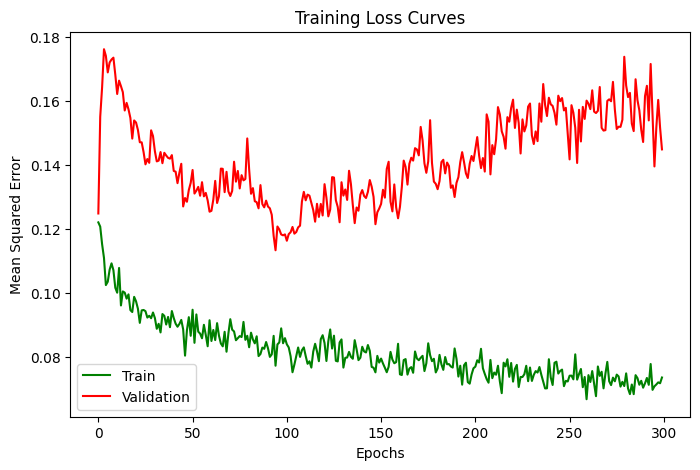 Training Loss Curves
0.18
0.16
0.14
0.12
0.10
0.08
Mean Squared Error
Train
Validation
0 50 100 150 200 250 300
Epochs